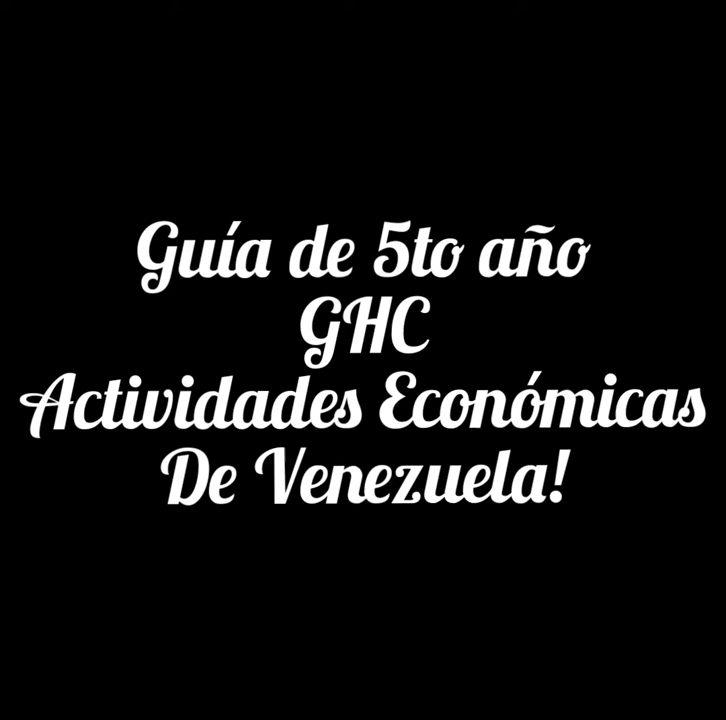 Guía de 5to año
GHC
Actividades Económicas
De Venezuela!